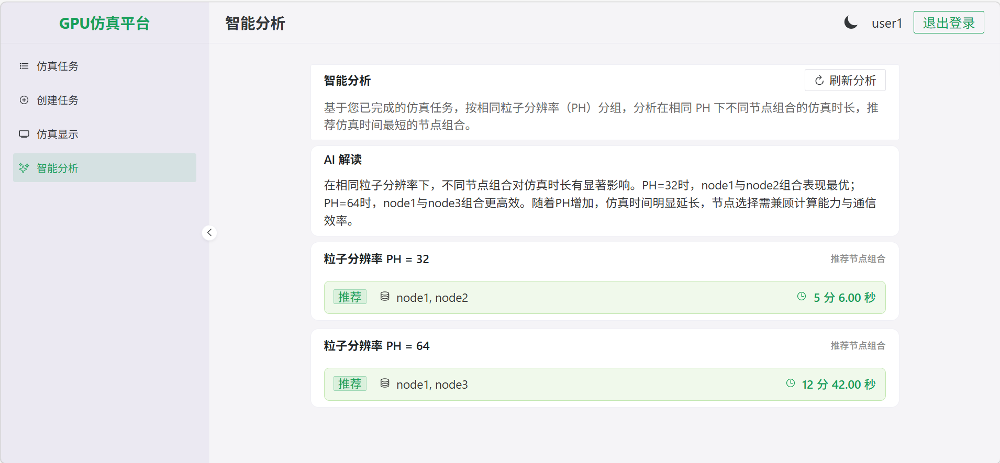 GPU仿真平台
仿真任务
创建任务
仿真显示
智能分析
智能分析
user1
退出登录
智能分析
刷新分析
基于您已完成的仿真任务，按相同粒子分辨率（PH）分组，分析在相同 PH 下不同节点组合的仿真时长，推
荐仿真时间最短的节点组合。
AI 解读
在相同粒子分辨率下，不同节点组合对仿真时长有显著影响。PH=32时，node1与node2组合表现最优；
PH=64时，node1与node3组合更高效。随着PH增加，仿真时间明显延长，节点选择需兼顾计算能力与通信
效率。
粒子分辨率 PH = 32
推荐节点组合
推荐
node1, node2
5 分 6.00 秒
粒子分辨率 PH = 64
推荐节点组合
推荐
node1, node3
12 分 42.00 秒